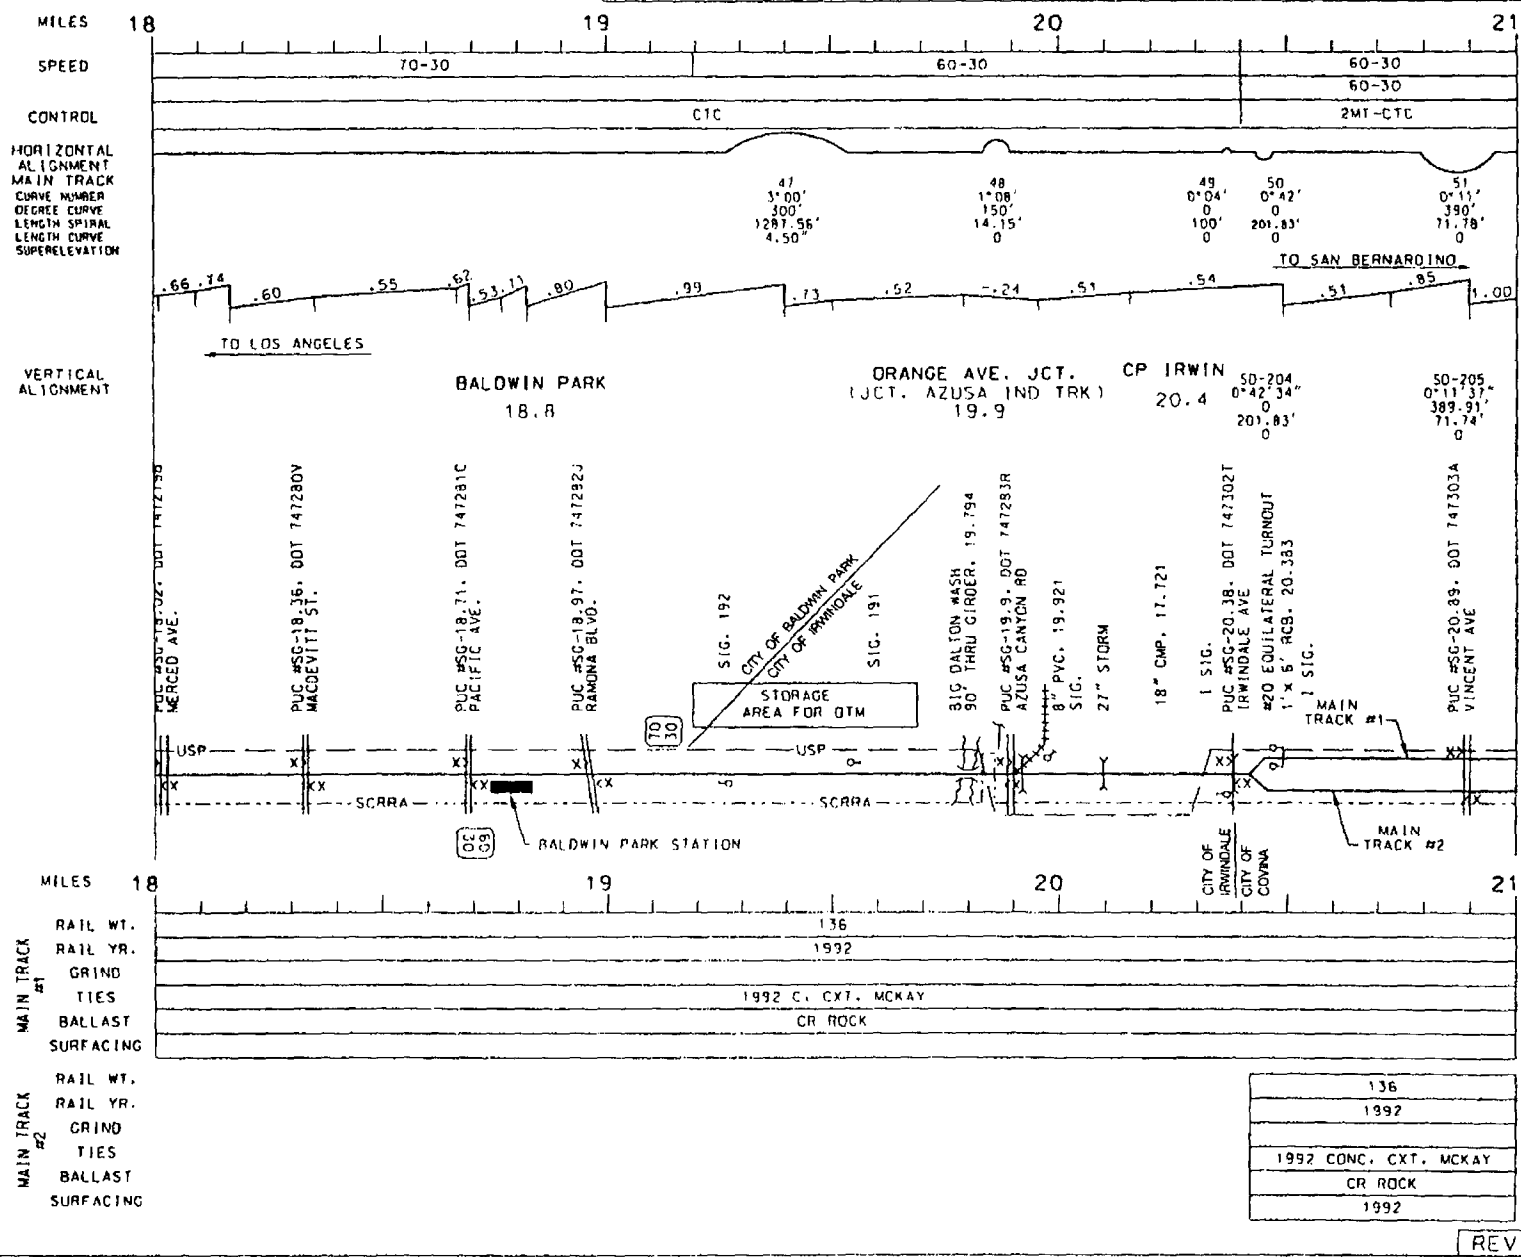 MILES 18 19 20 21
SPEED 70-30 60-30 60-30
60-30
CONTROL CTC 2MT-CTC
HORIZONTAL
ALIGNMENT
MAIN TRACK
CURVE NUMBER 47 48 49 50 51
DEGREE CURVE 3°00' 1°08' 0°04' 0°42' 0°11'
LENGTH SPIRAL 300' 150' 0 0 390'
LENGTH CURVE 1287.56' 14.15' 100' 201.83' 71.78'
SUPERELEVATION 4.50" 0 0 0 0
TO SAN BERNARDINO
.66 .74 .60 .55 .62 .53 .71 .80 .99 .73 .52 -.24 .51 .54 .51 .85 1.00
TO LOS ANGELES
VERTICAL
ALIGNMENT
BALDWIN PARK
18.8
ORANGE AVE. JCT.
(JCT. AZUSA IND TRK)
19.9
CP IRWIN
20.4
SD-204
0°42'34"
0
201.83'
0
SD-205
0°11'37"
389.91'
71.74'
0
MERCED AVE.
PUC #SG-18.36. DOT 747280V
MACDEVITT ST.
PUC #SG-18.71. DOT 747281C
PACIFIC AVE.
PUC #SG-18.97. DOT 747282J
RAMONA BLVD.
SIG. 192
CITY OF BALDWIN PARK
CITY OF IRWINDALE
SIG. 191
STORAGE
AREA FOR OTM
BIG DALTON WASH
90' THRU GIRDER. 19.794
PUC #SG-19.9. DOT 747283R
AZUSA CANYON RD
8" PVC. 19.921
SIG.
27" STORM
18" CMP. 17.721
1 SIG.
PUC #SG-20.38. DOT 747302T
IRWINDALE AVE
#20 EQUILATERAL TURNOUT
1' x 6' RCB. 20.383
1 SIG.
PUC #SG-20.89. DOT 747303A
VINCENT AVE
MAIN
TRACK #1
70
30
USP USP
SCRRA SCRRA
60
30
BALDWIN PARK STATION
MAIN
TRACK #2
CITY OF
IRWINDALE
CITY OF
COVINA
MILES 18 19 20 21
MAIN TRACK
#1
RAIL WT. 136
RAIL YR. 1992
GRIND
TIES 1992 C. CXT. MCKAY
BALLAST CR ROCK
SURFACING
MAIN TRACK
#2
RAIL WT. 136
RAIL YR. 1992
GRIND
TIES 1992 CONC. CXT. MCKAY
BALLAST CR ROCK
SURFACING 1992
REV